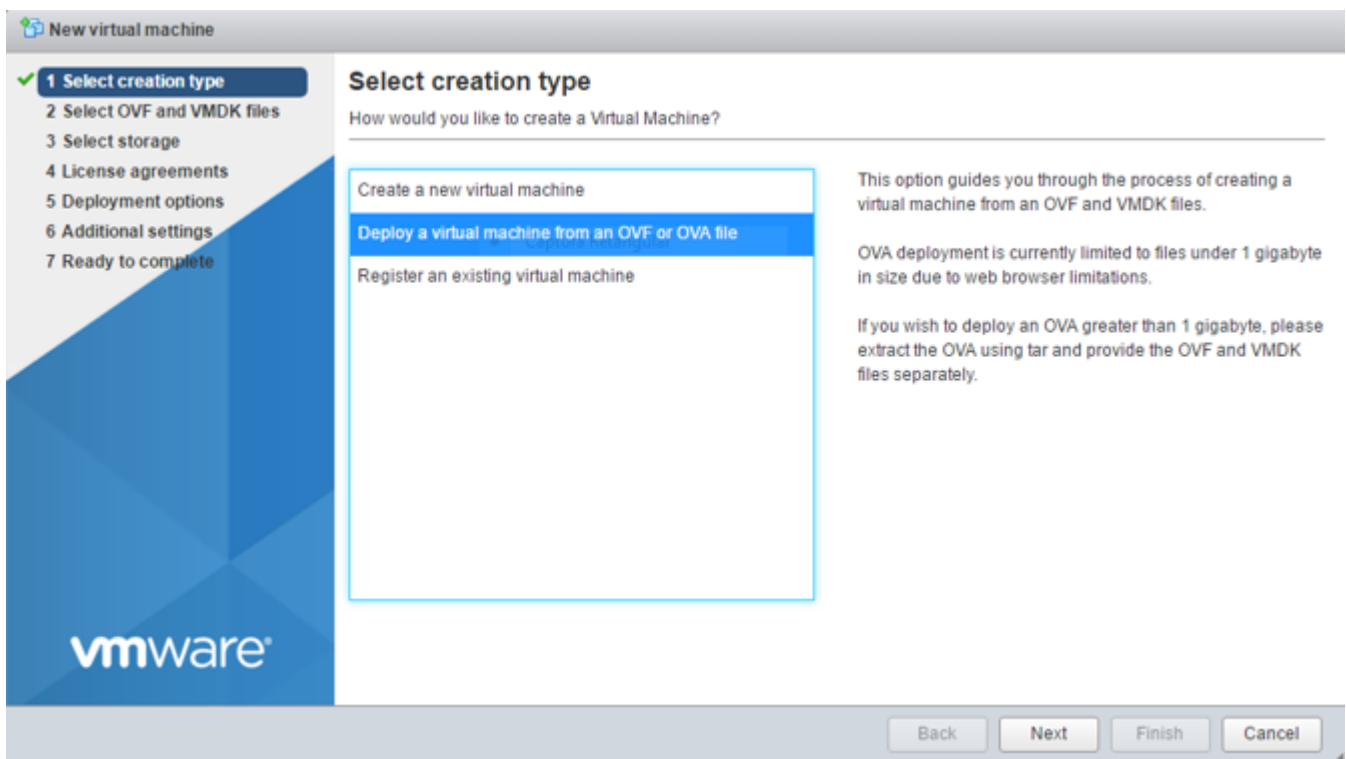 New virtual machine
1 Select creation type
2 Select OVF and VMDK files
3 Select storage
4 License agreements
5 Deployment options
6 Additional settings
7 Ready to complete
vmware®
Select creation type
How would you like to create a Virtual Machine?
Create a new virtual machine
Deploy a virtual machine from an OVF or OVA file
Captura Retangular
Register an existing virtual machine
This option guides you through the process of creating a
virtual machine from an OVF and VMDK files.
OVA deployment is currently limited to files under 1 gigabyte
in size due to web browser limitations.
If you wish to deploy an OVA greater than 1 gigabyte, please
extract the OVA using tar and provide the OVF and VMDK
files separately.
Back
Next
Finish
Cancel